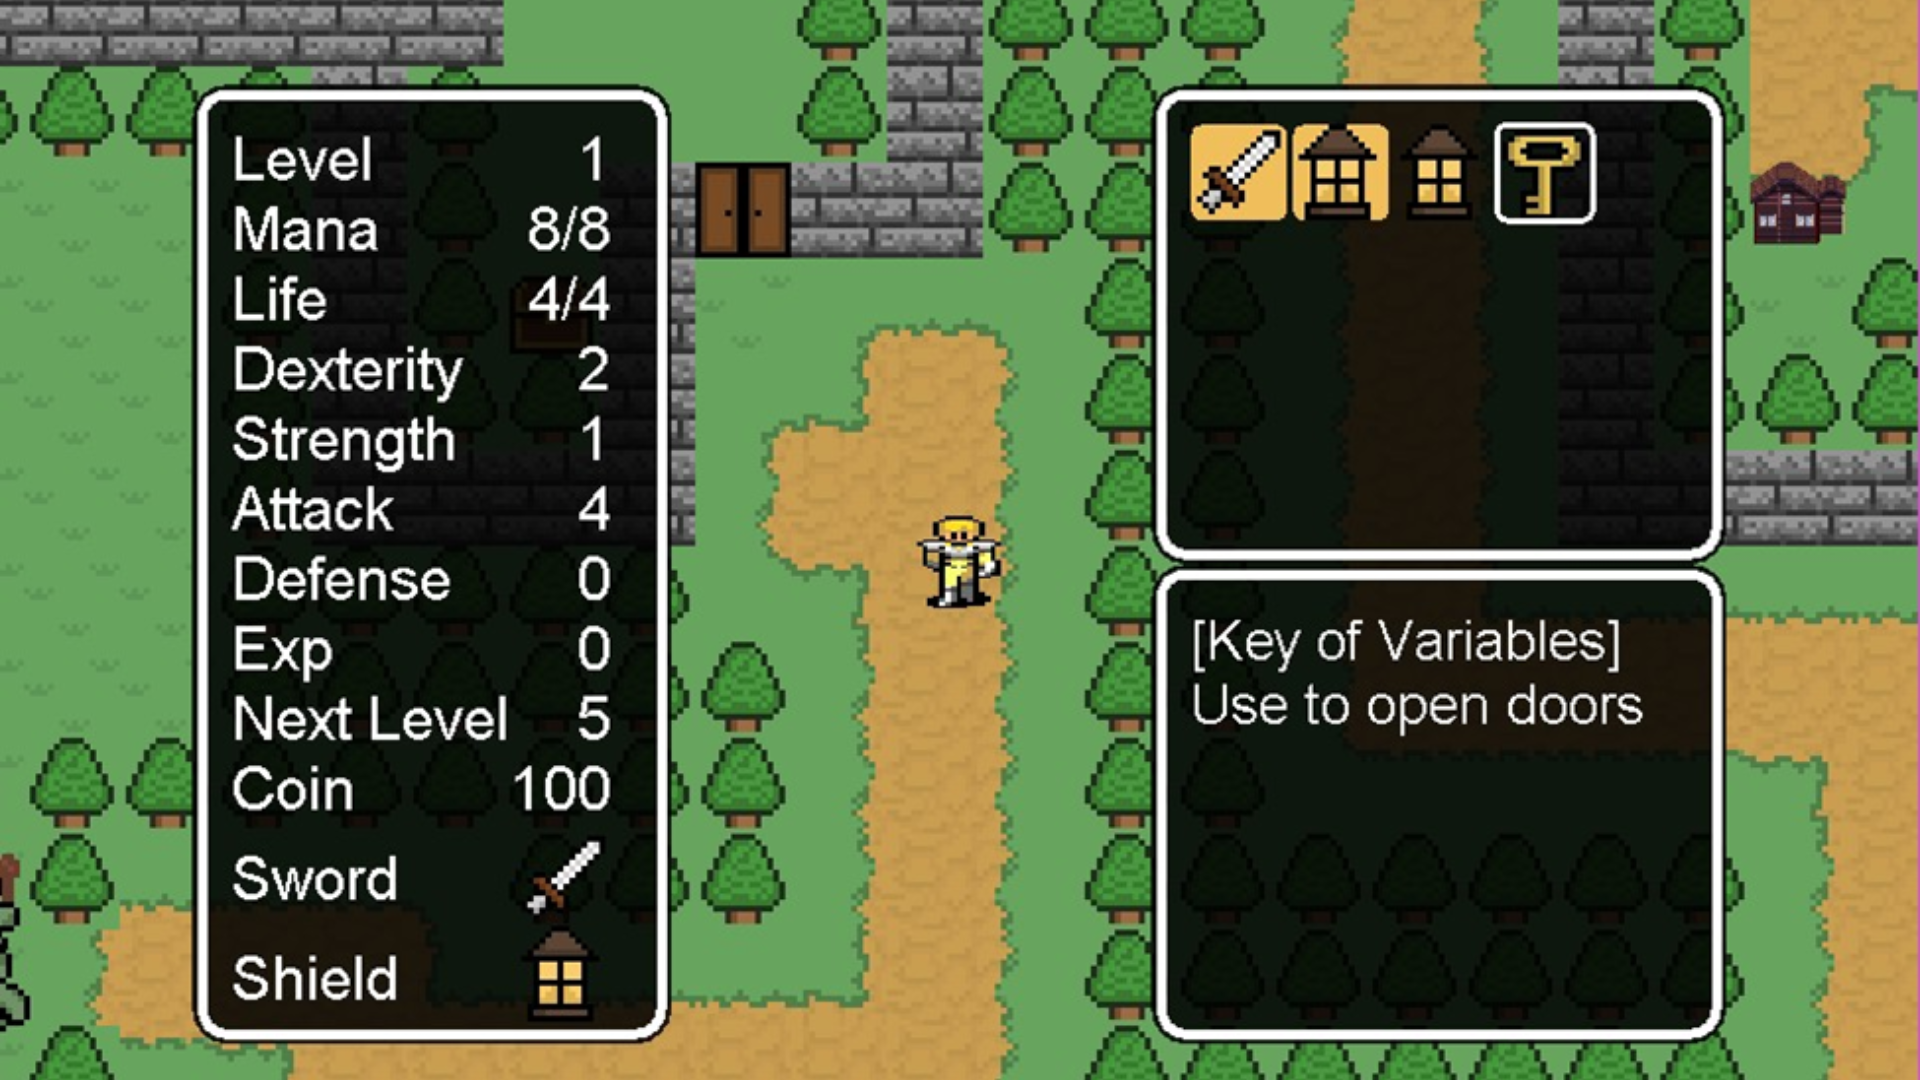 Level 1
Mana 8/8
Life 4/4
Dexterity 2
Strength 1
Attack 4
Defense 0
Exp 0
Next Level 5
Coin 100
Sword
Shield
[Key of Variables]
Use to open doors